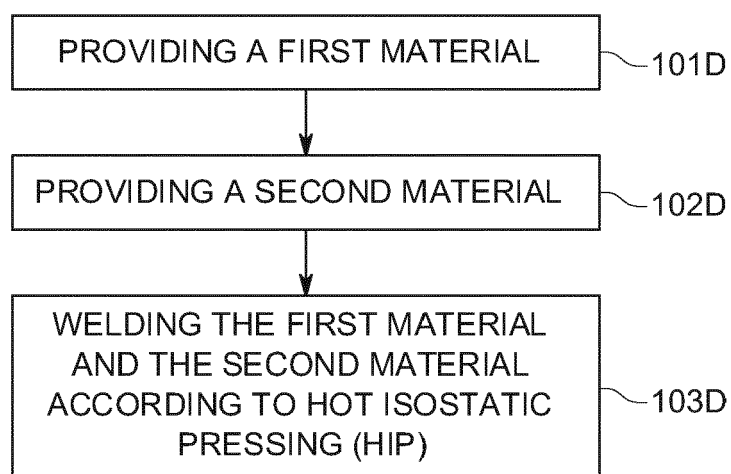 PROVIDING A FIRST MATERIAL
101D
PROVIDING A SECOND MATERIAL
102D
WELDING THE FIRST MATERIAL
AND THE SECOND MATERIAL
ACCORDING TO HOT ISOSTATIC
PRESSING (HIP)
103D